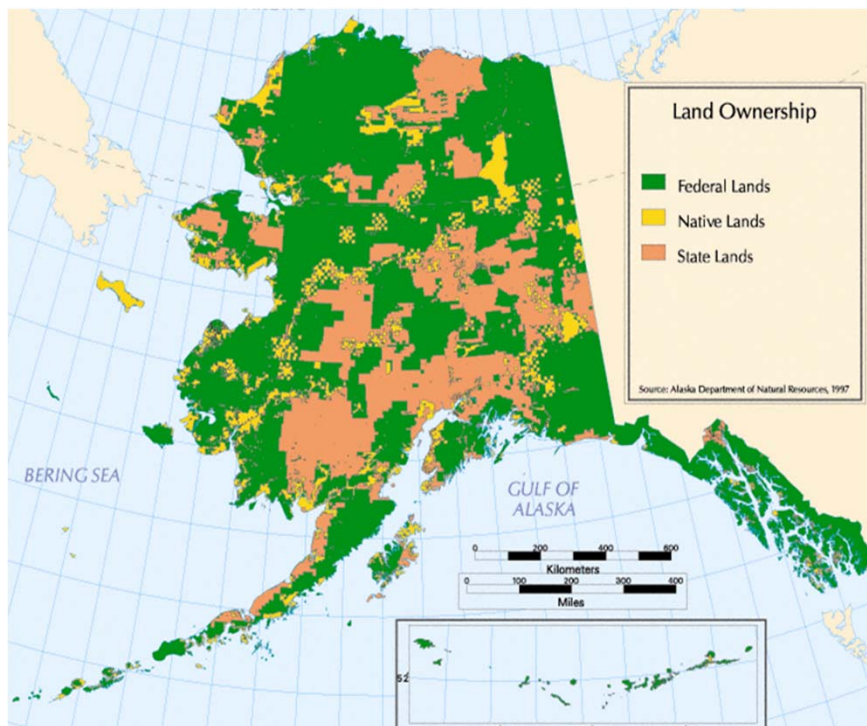 Land Ownership
Federal Lands
Native Lands
State Lands
Source: Alaska Department of Natural Resources, 1997
BERING SEA
GULF OF
ALASKA
0 200 400 600
Kilometers
0 100 200 300 400
Miles
52